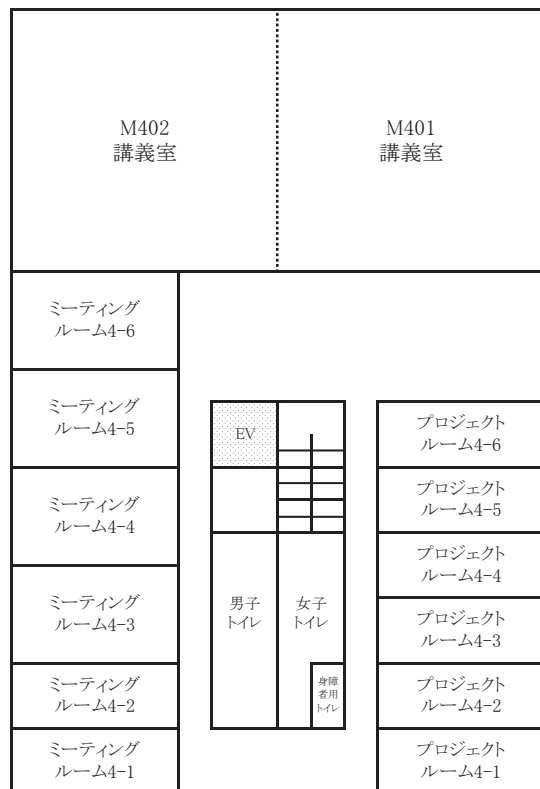 M402
講義室
M401
講義室
ミーティング
ルーム4-6
ミーティング
ルーム4-5
EV
プロジェクト
ルーム4-6
ミーティング
ルーム4-4
プロジェクト
ルーム4-5
プロジェクト
ルーム4-4
ミーティング
ルーム4-3
男子
トイレ
女子
トイレ
プロジェクト
ルーム4-3
ミーティング
ルーム4-2
身障
者用
トイレ
プロジェクト
ルーム4-2
ミーティング
ルーム4-1
プロジェクト
ルーム4-1